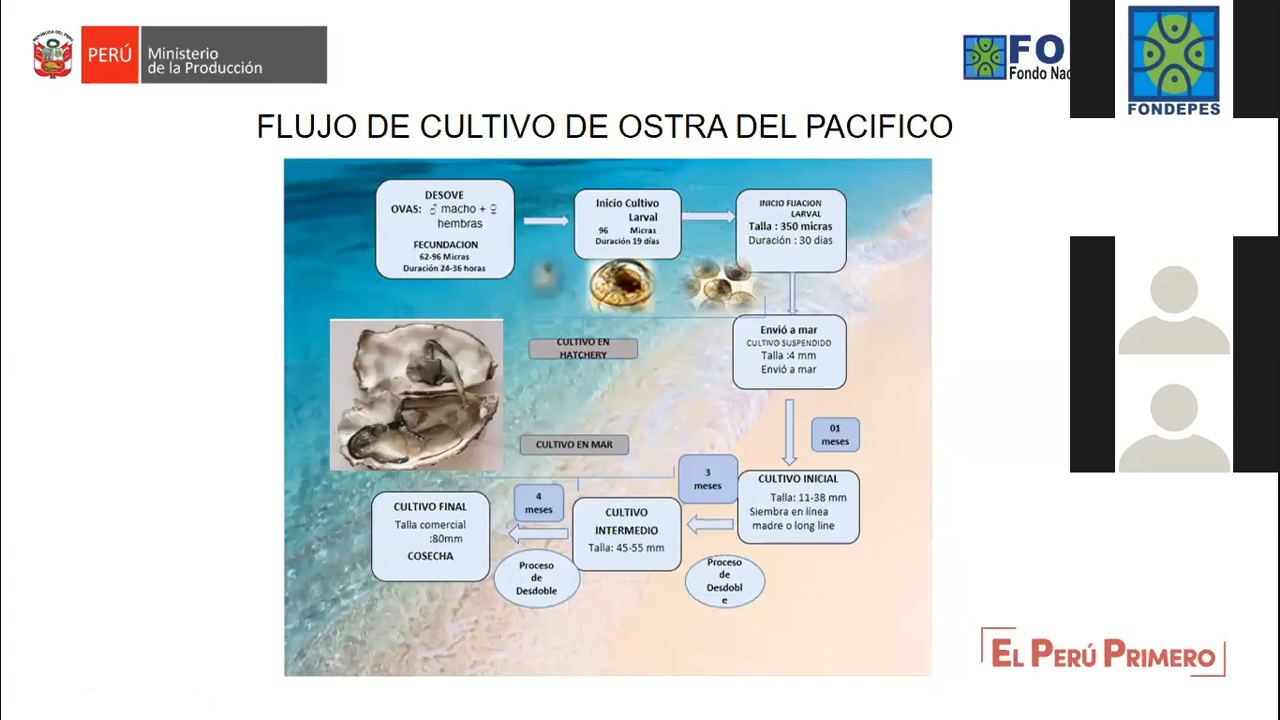 REPÚBLICA DEL PERÚ
PERÚ
Ministerio
de la Producción
FO
Fondo Nac
FONDEPES
FLUJO DE CULTIVO DE OSTRA DEL PACIFICO
DESOVE
OVAS: ♂ macho + ♀
hembras
FECUNDACION
62-96 Micras
Duración 24-36 horas
Inicio Cultivo
Larval
96 Micras
Duración 19 días
INICIO FIJACION
LARVAL
Talla : 350 micras
Duración : 30 días
Envió a mar
CULTIVO SUSPENDIDO
Talla :4 mm
Envió a mar
CULTIVO EN
HATCHERY
01
meses
CULTIVO EN MAR
3
meses
CULTIVO INICIAL
Talla: 11-38 mm
Siembra en línea
madre o long line
4
meses
CULTIVO
INTERMEDIO
Talla: 45-55 mm
CULTIVO FINAL
Talla comercial
:80mm
COSECHA
Proceso
de
Desdoble
Proceso
de
Desdobl
e
EL PERÚ PRIMERO